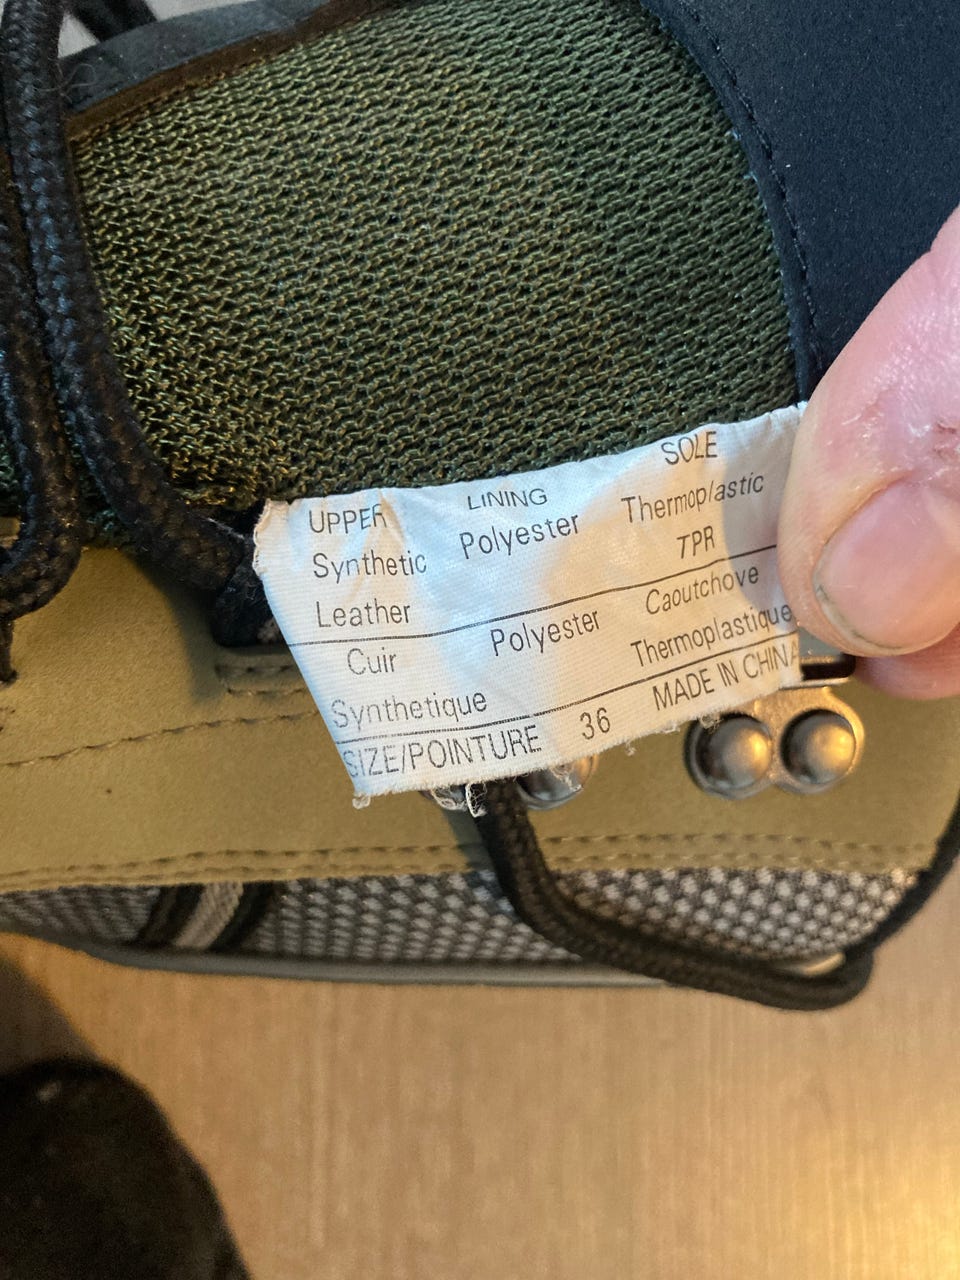 UPPER LINING SOLE
Synthetic Polyester Thermoplastic
Leather TPR
Cuir Polyester Caoutchove
Synthetique Thermoplastique
SIZE/POINTURE 36 MADE IN CHINA